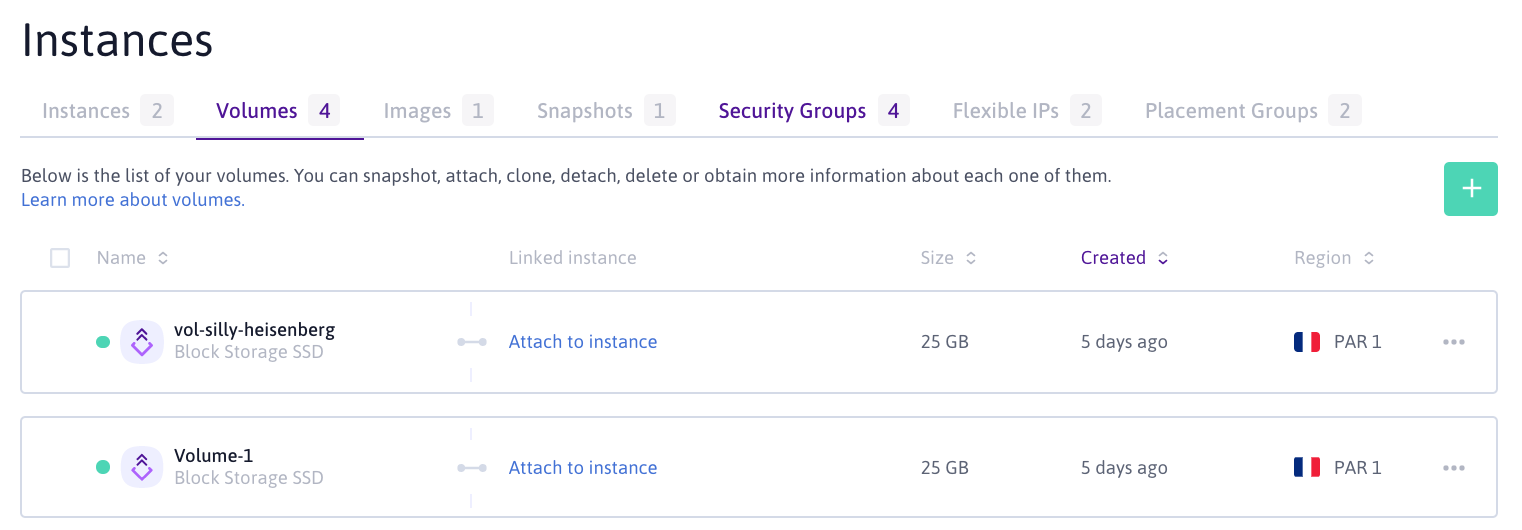 Instances
Instances 2 Volumes 4 Images 1 Snapshots 1 Security Groups 4 Flexible IPs 2 Placement Groups 2
Below is the list of your volumes. You can snapshot, attach, clone, detach, delete or obtain more information about each one of them.
Learn more about volumes.
Name Linked instance Size Created Region
vol-silly-heisenberg
Block Storage SSD
Attach to instance 25 GB 5 days ago PAR 1
Volume-1
Block Storage SSD
Attach to instance 25 GB 5 days ago PAR 1